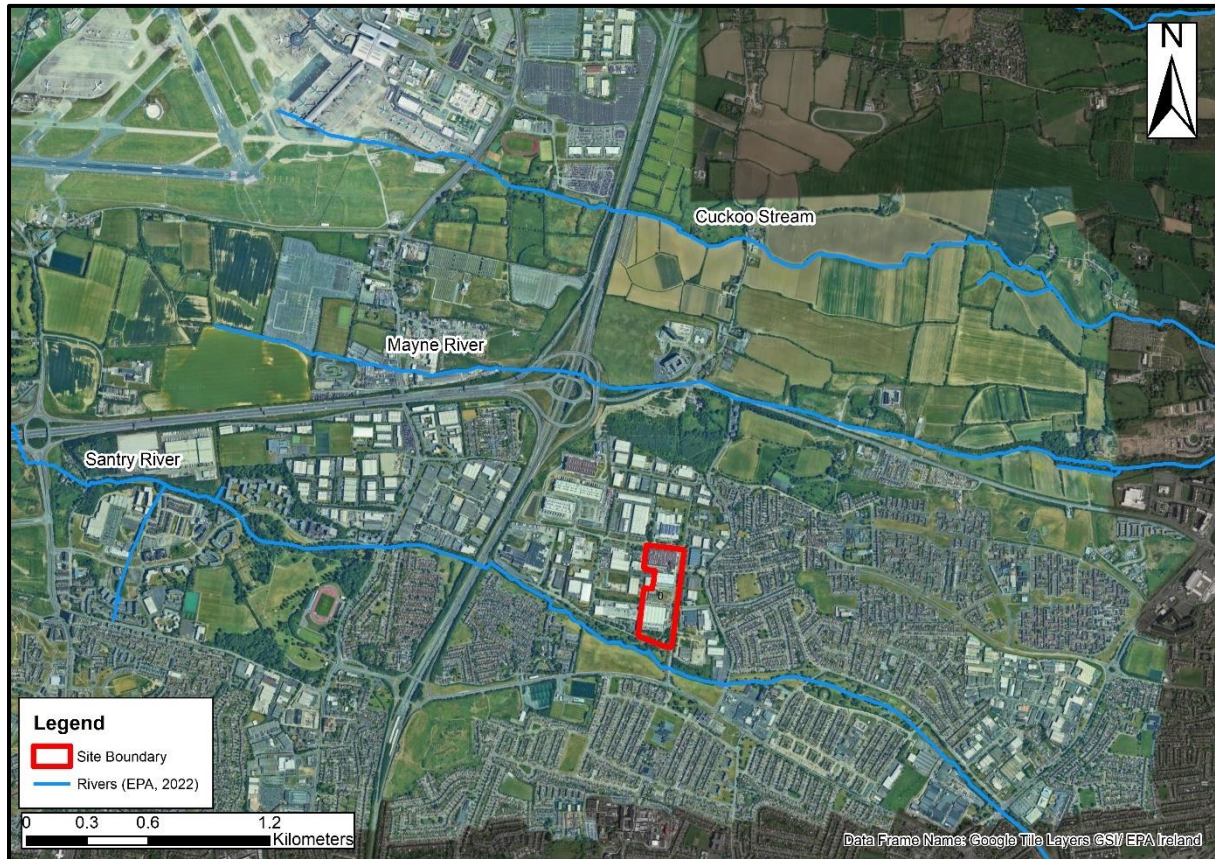 N
Cuckoo Stream
Mayne River
Santry River
Legend
Site Boundary
Rivers (EPA, 2022)
0 0.3 0.6 1.2
Kilometers
Data Frame Name: Google Tile Layers GSI/ EPA Ireland